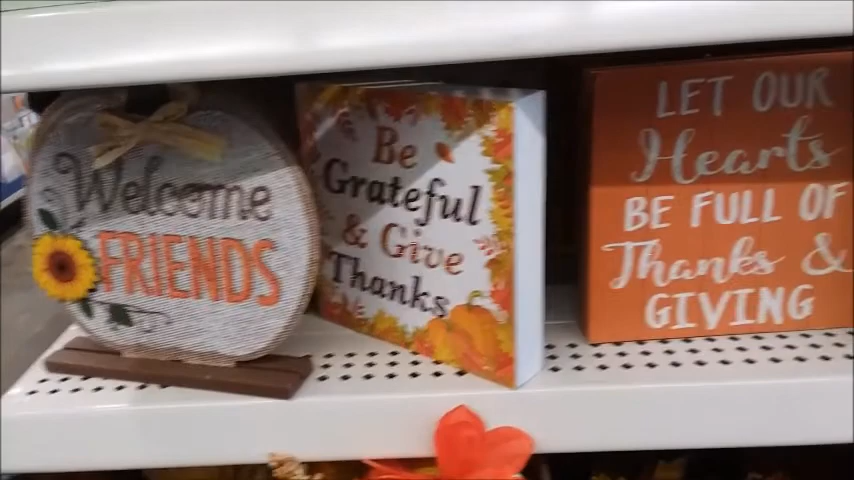 Welcome
FRIENDS
Be
Grateful
& Give
Thanks
LET OUR
Hearts
BE FULL OF
Thanks &
GIVING